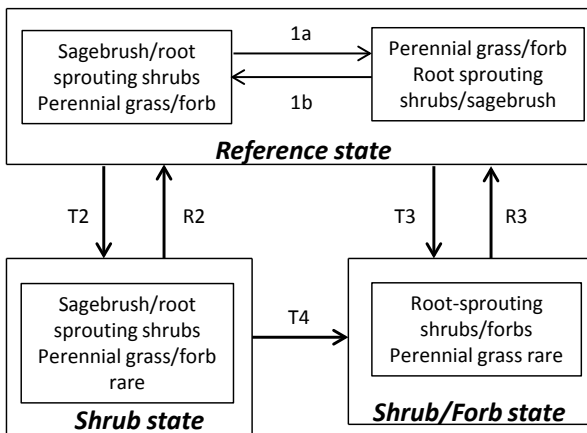 1a
Sagebrush/root
sprouting shrubs
Perennial grass/forb
Perennial grass/forb
Root sprouting
shrubs/sagebrush
1b
Reference state
T2
R2
T3
R3
Sagebrush/root
sprouting shrubs
Perennial grass/forb
rare
T4
Root-sprouting
shrubs/forbs
Perennial grass rare
Shrub state
Shrub/Forb state